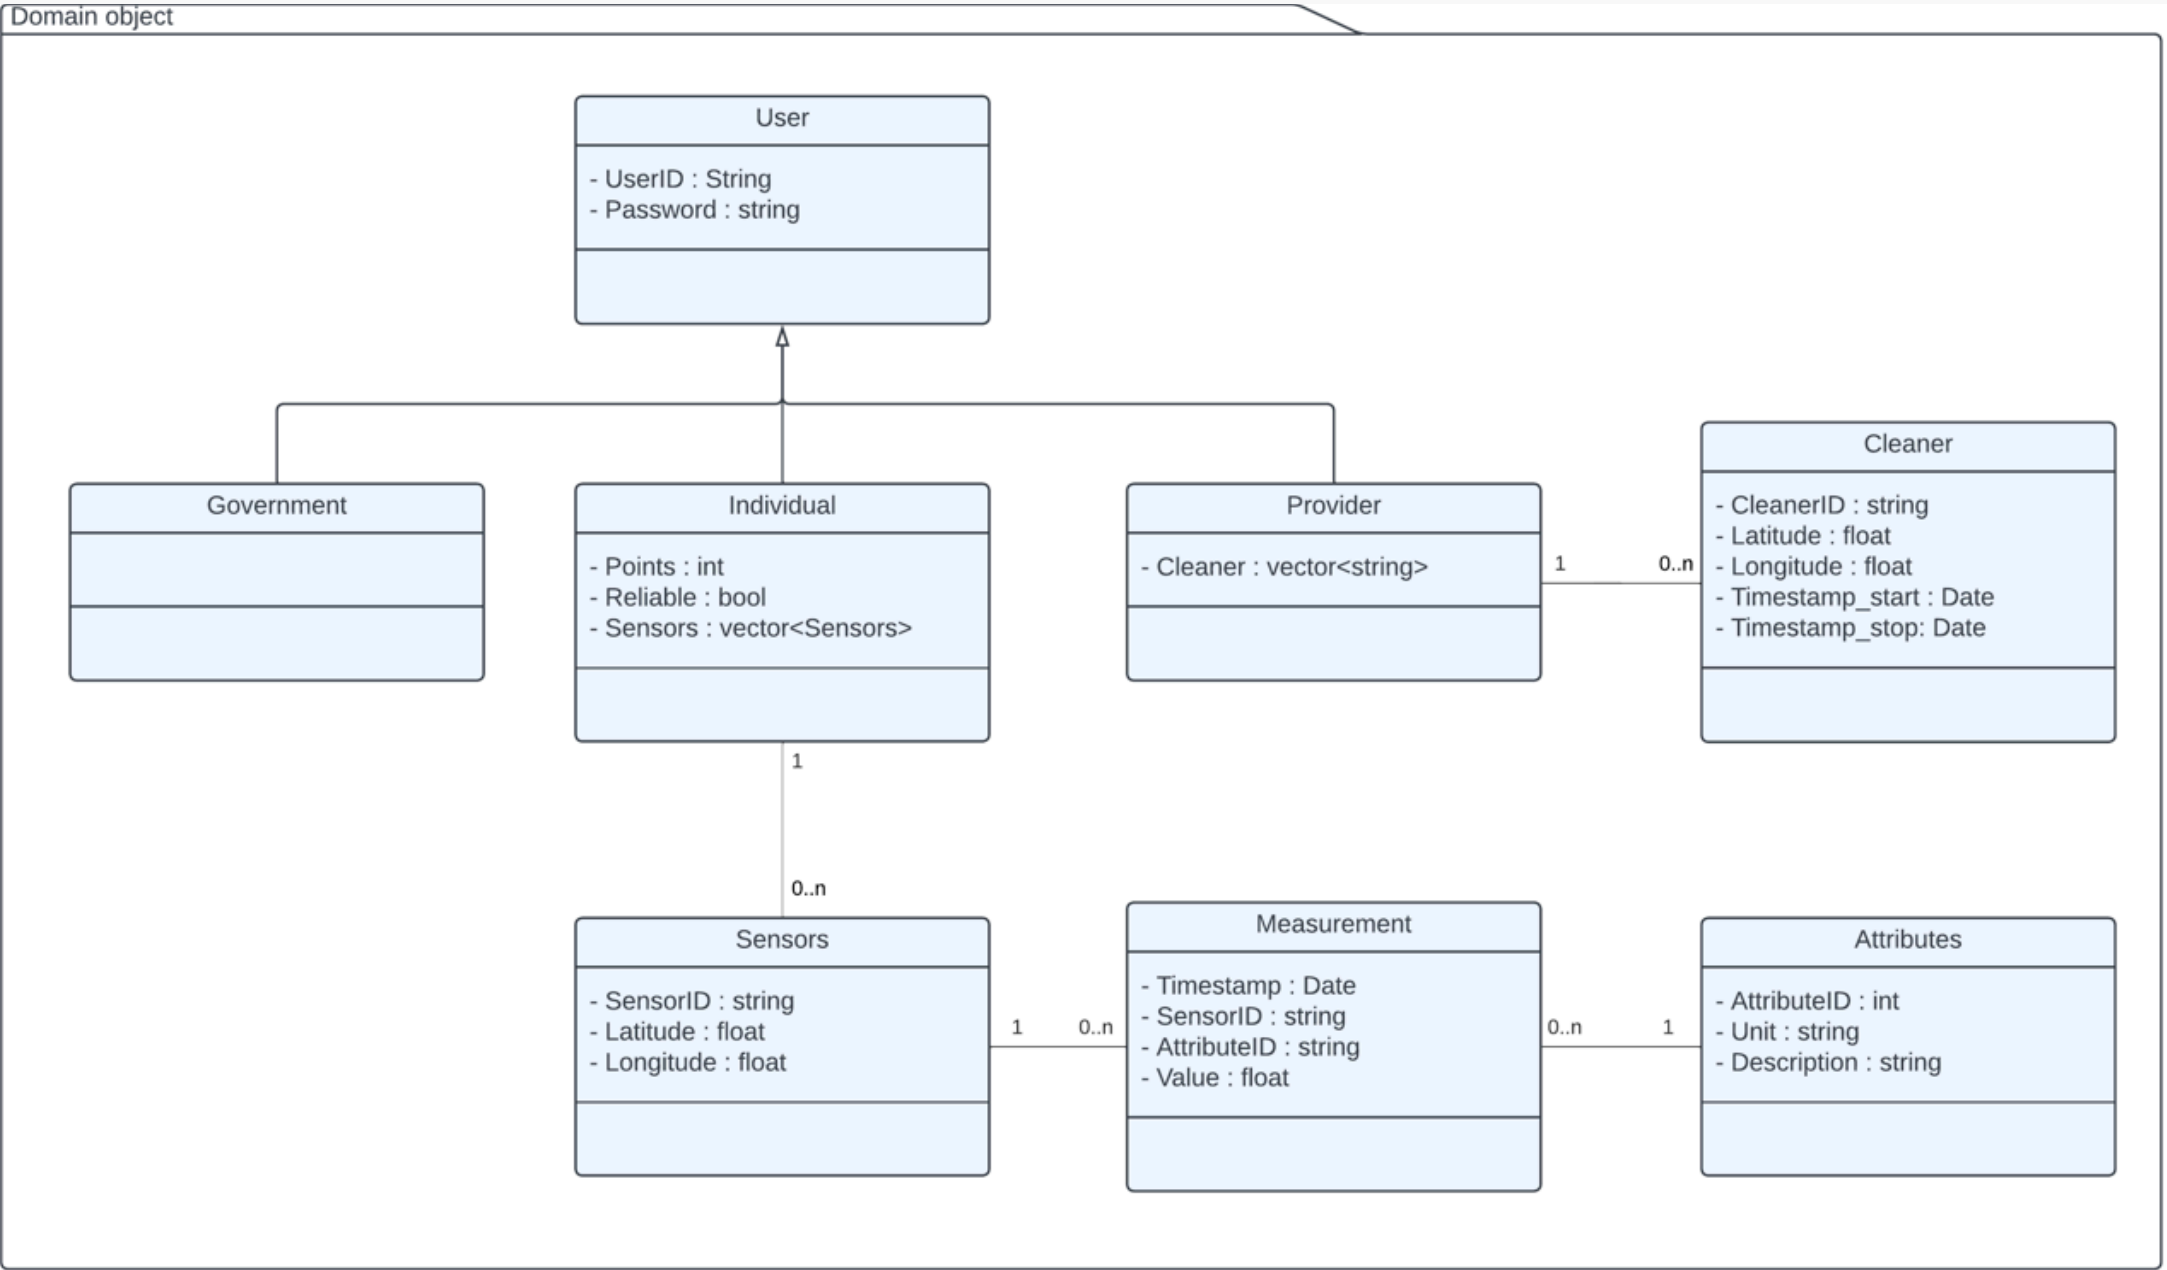 Domain object
User
- UserID : String
- Password : string
Government
Individual
- Points : int
- Reliable : bool
- Sensors : vector<Sensors>
Provider
- Cleaner : vector<string>
1
0..n
Cleaner
- CleanerID : string
- Latitude : float
- Longitude : float
- Timestamp_start : Date
- Timestamp_stop: Date
1
0..n
Sensors
- SensorID : string
- Latitude : float
- Longitude : float
1
0..n
Measurement
- Timestamp : Date
- SensorID : string
- AttributeID : string
- Value : float
0..n
1
Attributes
- AttributeID : int
- Unit : string
- Description : string